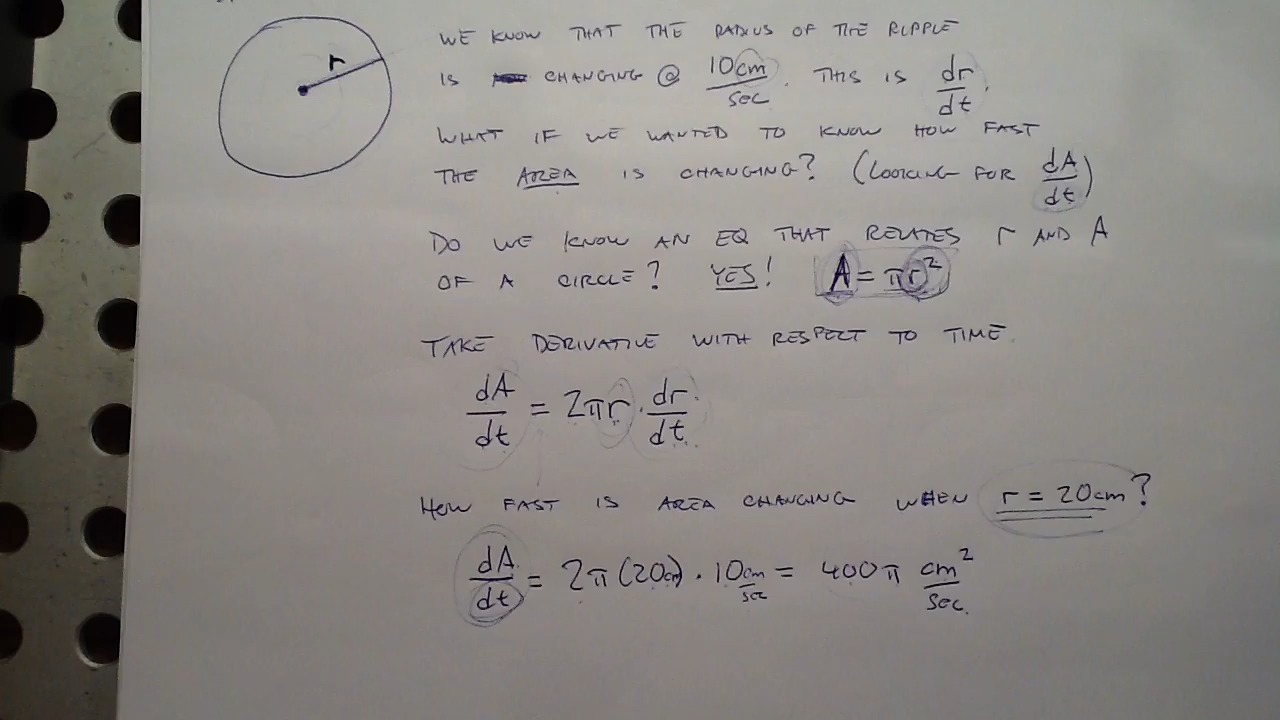 r
WE KNOW THAT THE RADIUS OF THE RIPPLE
IS CHANGING @ 10cm/sec. THIS IS dr/dt.
WHAT IF WE WANTED TO KNOW HOW FAST
THE AREA IS CHANGING? (LOOKING FOR dA/dt)
DO WE KNOW AN EQ THAT RELATES r AND A
OF A CIRCLE? YES! A = πr²
TAKE DERIVATIVE WITH RESPECT TO TIME.
dA/dt = 2πr · dr/dt
HOW FAST IS AREA CHANGING WHEN r = 20cm?
dA/dt = 2π(20cm) · 10cm/sec = 400π cm²/sec.